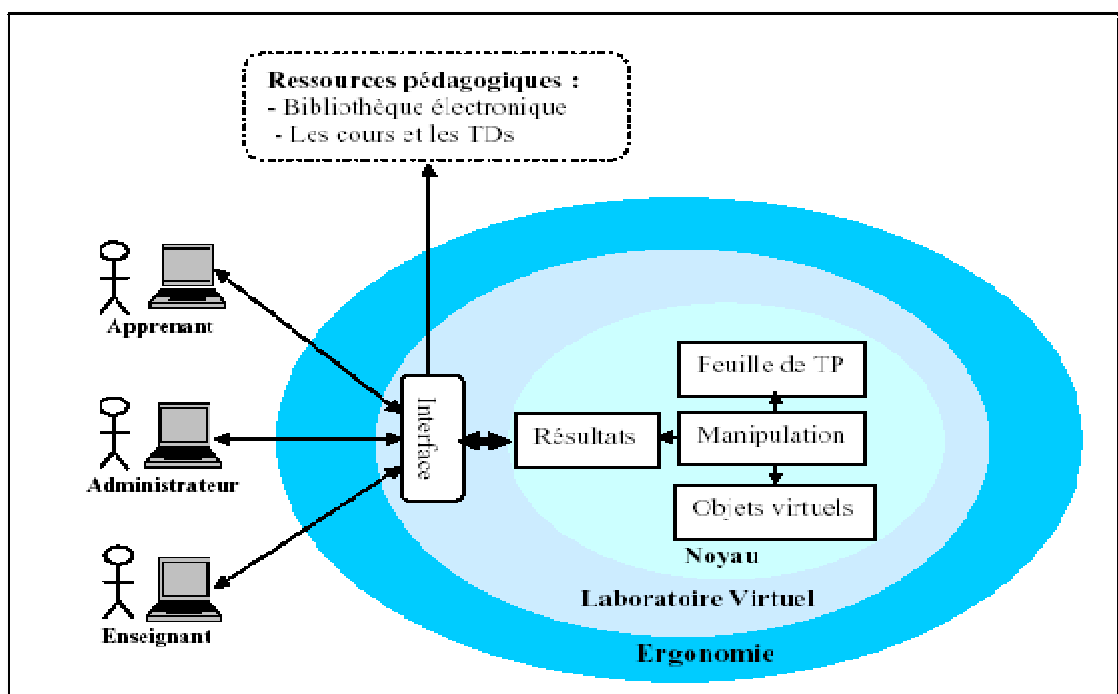 Ressources pédagogiques :
- Bibliothèque électronique
- Les cours et les TDs
Apprenant
Administrateur
Enseignant
Interface
Résultats
Feuille de TP
Manipulation
Objets virtuels
Noyau
Laboratoire Virtuel
Ergonomie